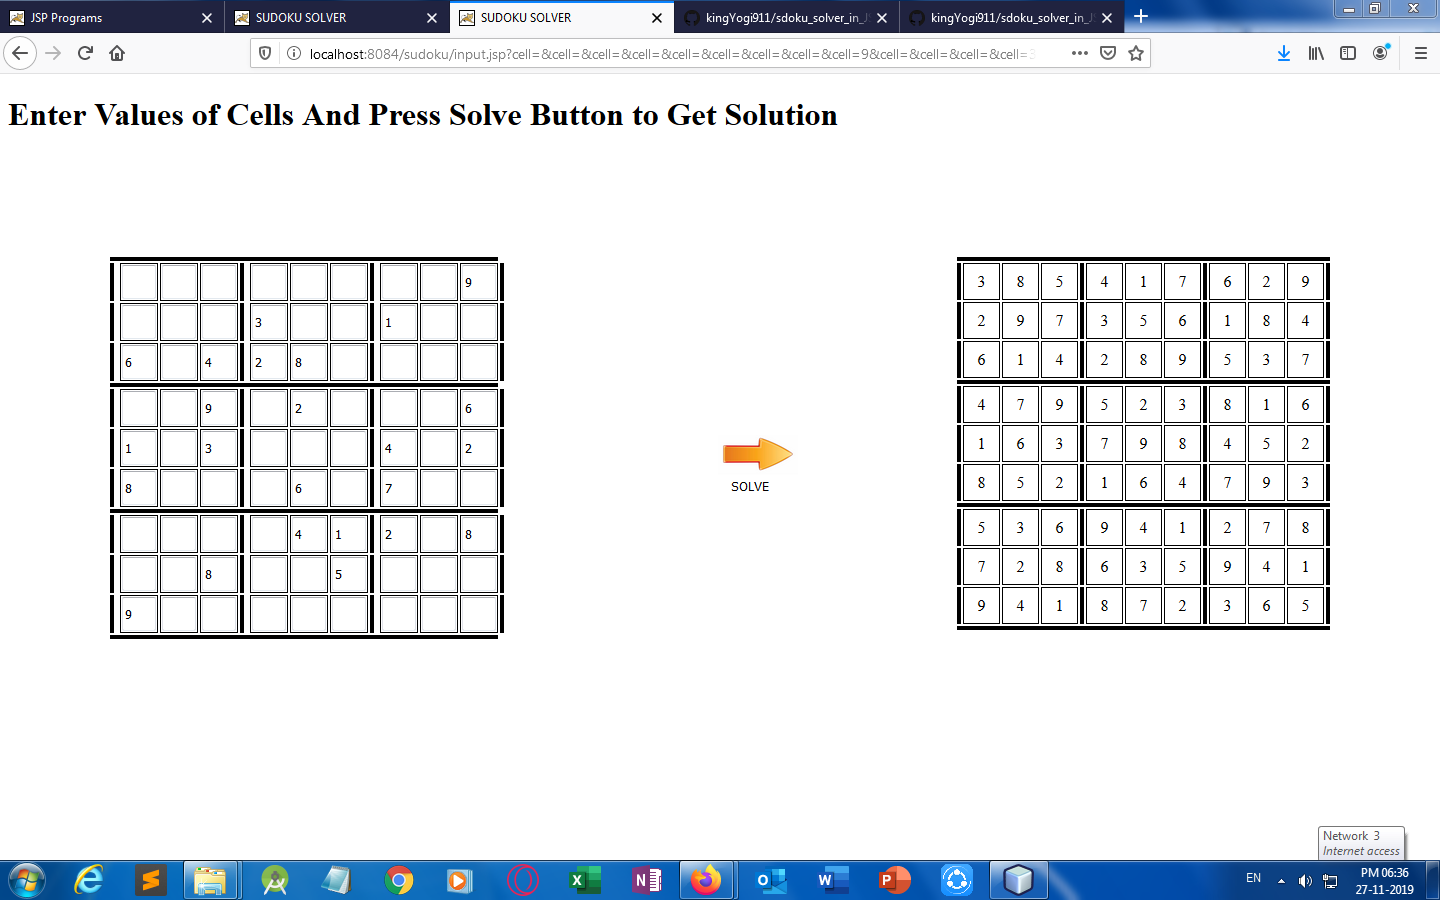 JSP Programs SUDOKU SOLVER SUDOKU SOLVER kingYogi911/sdoku_solver_in_JS kingYogi911/sdoku_solver_in_JS
localhost:8084/sudoku/input.jsp?cell=&cell=&cell=&cell=&cell=&cell=&cell=&cell=&cell=9&cell=&cell=&cell=&cell=3
Enter Values of Cells And Press Solve Button to Get Solution
9
3 1
6 4 2 8
9 2 6
1 3 4 2
8 6 7
4 1 2 8
8 5
9
SOLVE
3 8 5 4 1 7 6 2 9
2 9 7 3 5 6 1 8 4
6 1 4 2 8 9 5 3 7
4 7 9 5 2 3 8 1 6
1 6 3 7 9 8 4 5 2
8 5 2 1 6 4 7 9 3
5 3 6 9 4 1 2 7 8
7 2 8 6 3 5 9 4 1
9 4 1 8 7 2 3 6 5
Network 3
Internet access
EN
PM 06:36
27-11-2019